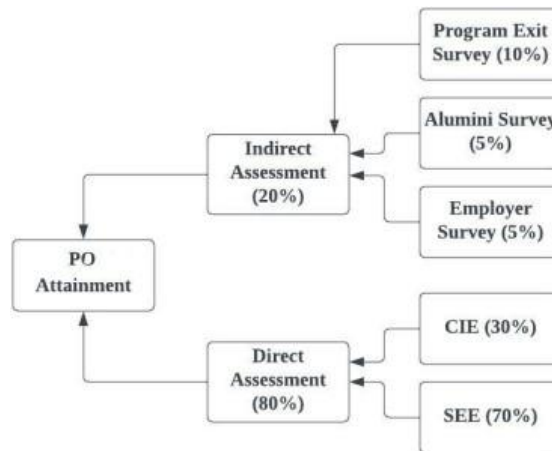 Program Exit
Survey (10%)
Alumini Survey
(5%)
Indirect
Assessment
(20%)
Employer
Survey (5%)
PO
Attainment
CIE (30%)
Direct
Assessment
(80%)
SEE (70%)